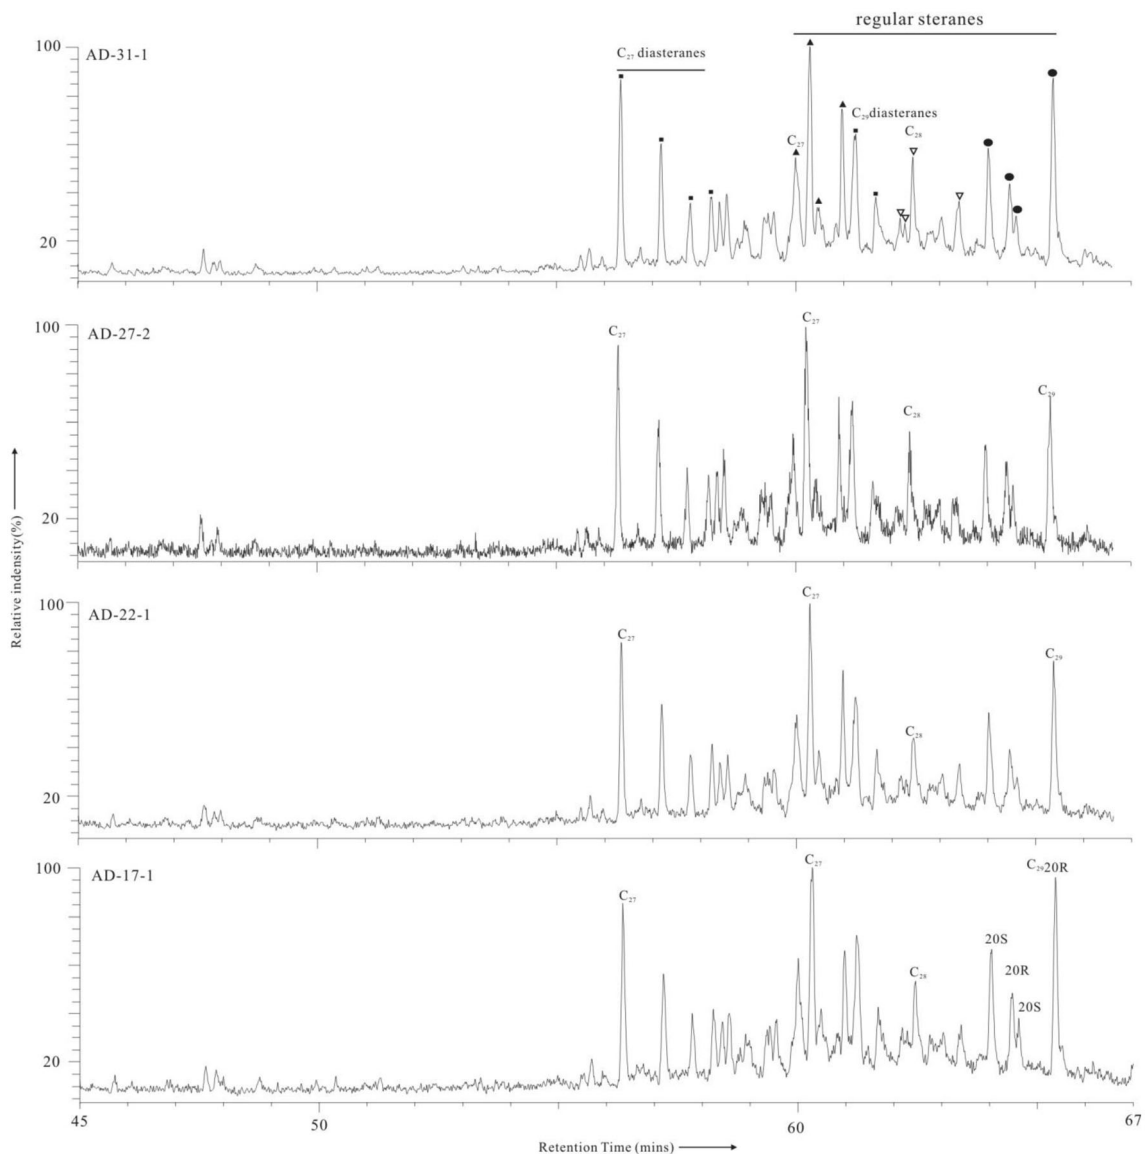 regular steranes
100
AD-31-1
C₂₇ diasteranes
C₂₉diasteranes
C₂₈
C₂₇
20
100
AD-27-2
C₂₇
C₂₇
C₂₈
C₂₉
20
Relative indensity(%)
100
AD-22-1
C₂₇
C₂₇
C₂₈
C₂₉
20
100
AD-17-1
C₂₇
C₂₇
C₂₉20R
C₂₈
20S
20R
20S
20
45
50
60
67
Retention Time (mins)